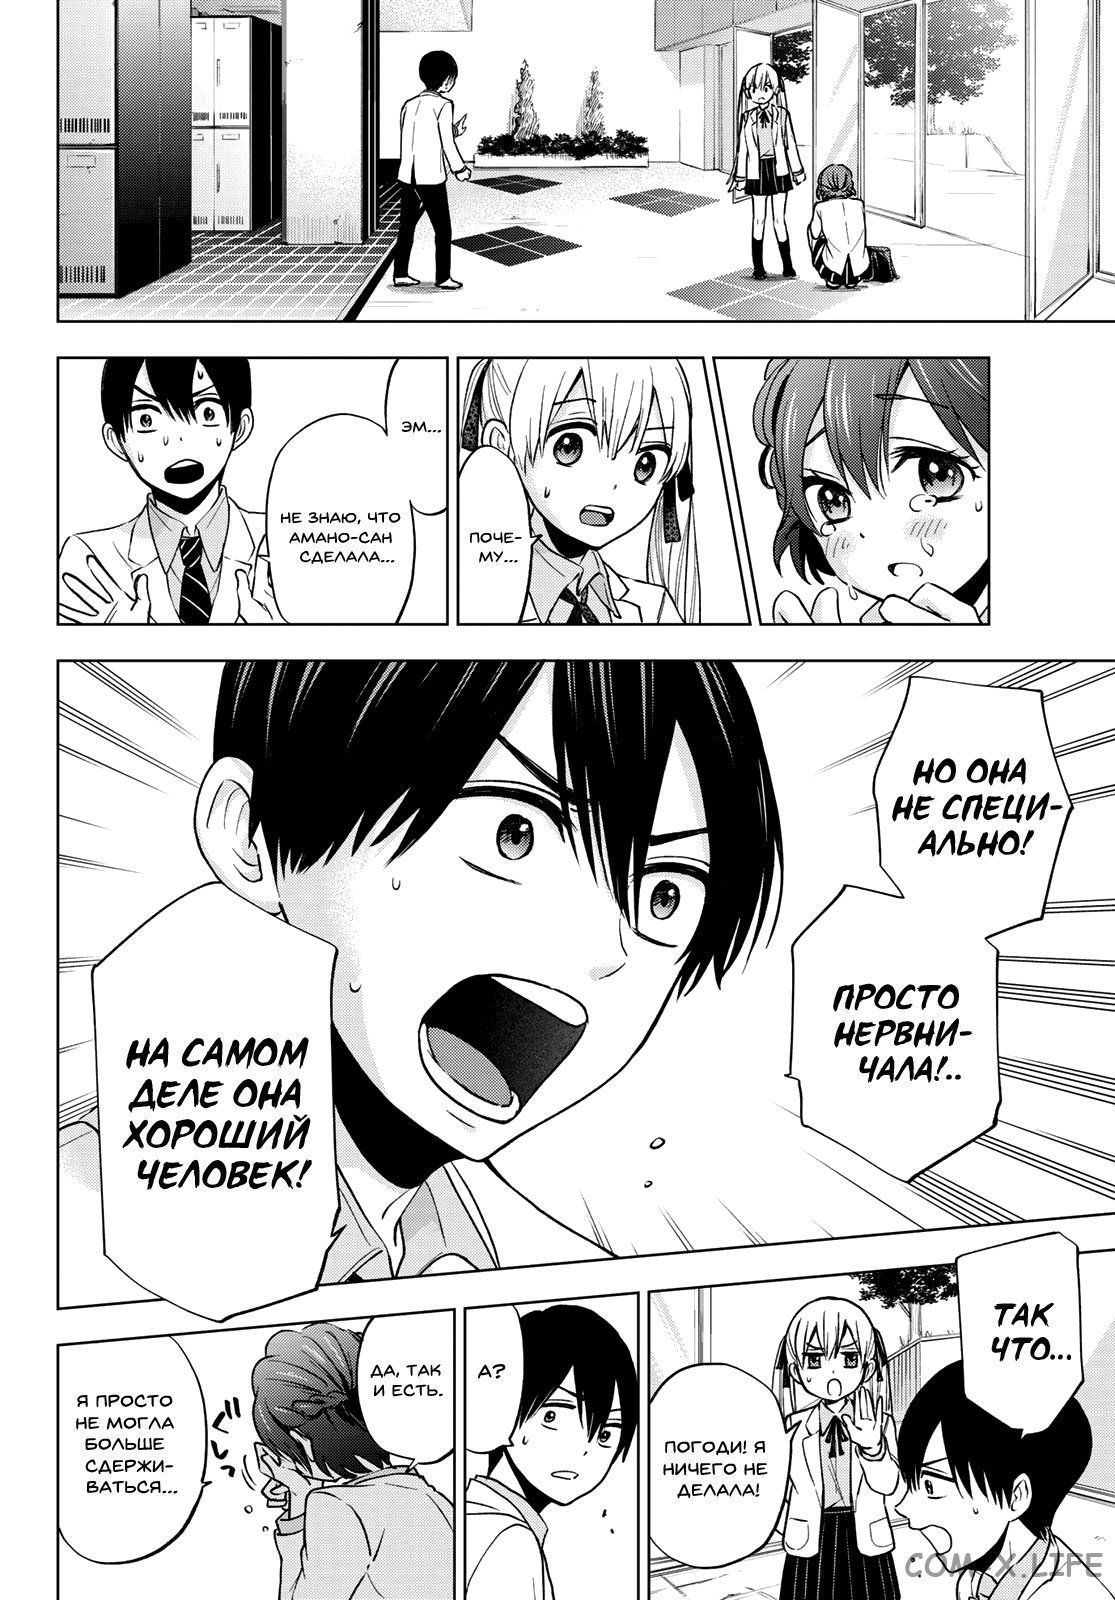 ПОЧЕ-
МУ...
ЭМ...
НЕ ЗНАЮ, ЧТО
АМАНО-САН
СДЕЛАЛА...
НО ОНА
НЕ СПЕЦИ-
АЛЬНО!
ПРОСТО
НЕРВНИ-
ЧАЛА!..
НА САМОМ
ДЕЛЕ ОНА
ХОРОШИЙ
ЧЕЛОВЕК!
ТАК
ЧТО...
ПОГОДИ! Я
НИЧЕГО НЕ
ДЕЛАЛА!
А?
ДА, ТАК
И ЕСТЬ.
Я ПРОСТО
НЕ МОГЛА
БОЛЬШЕ
СДЕРЖИ-
ВАТЬСЯ...
COM-X.LIFE